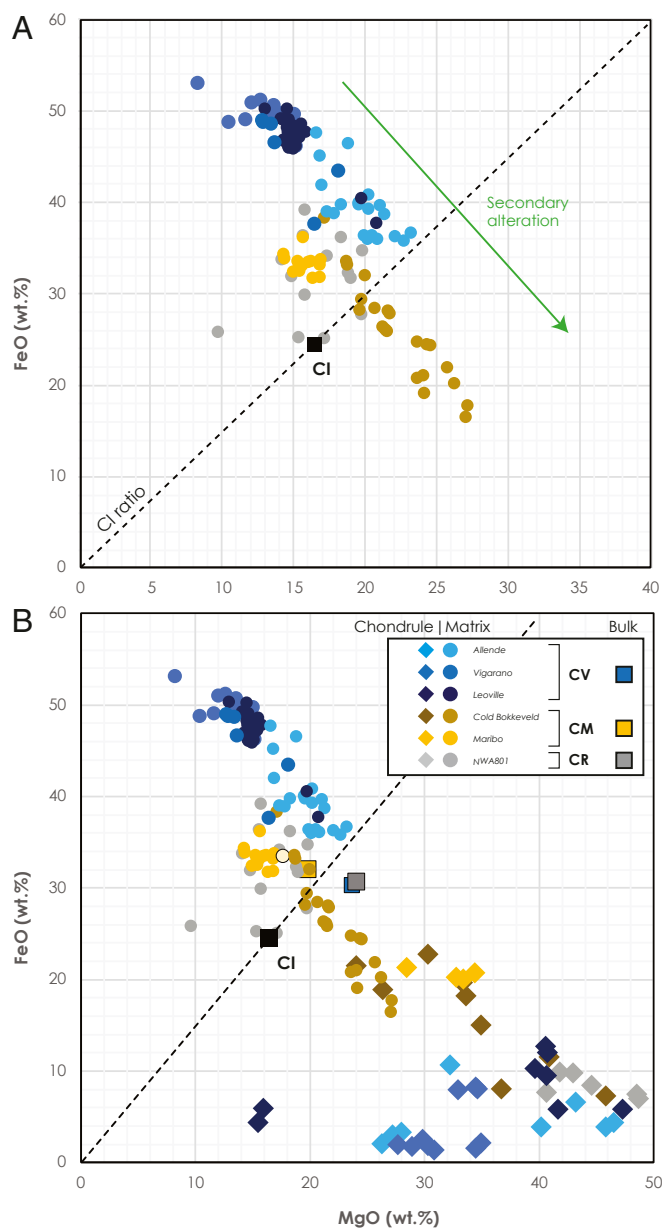 A
60
50
40
30
20
10
0
FeO (wt.%)
Secondary
alteration
CI
CI ratio
0
5
10
15
20
25
30
35
40
B
60
50
40
30
20
10
0
FeO (wt.%)
Chondrule | Matrix
Bulk
Allende
Vigarano
Leoville
CV
Cold Bokkeveld
Maribo
CM
NWA801
CR
CI
0
10
20
30
40
50
MgO (wt.%)